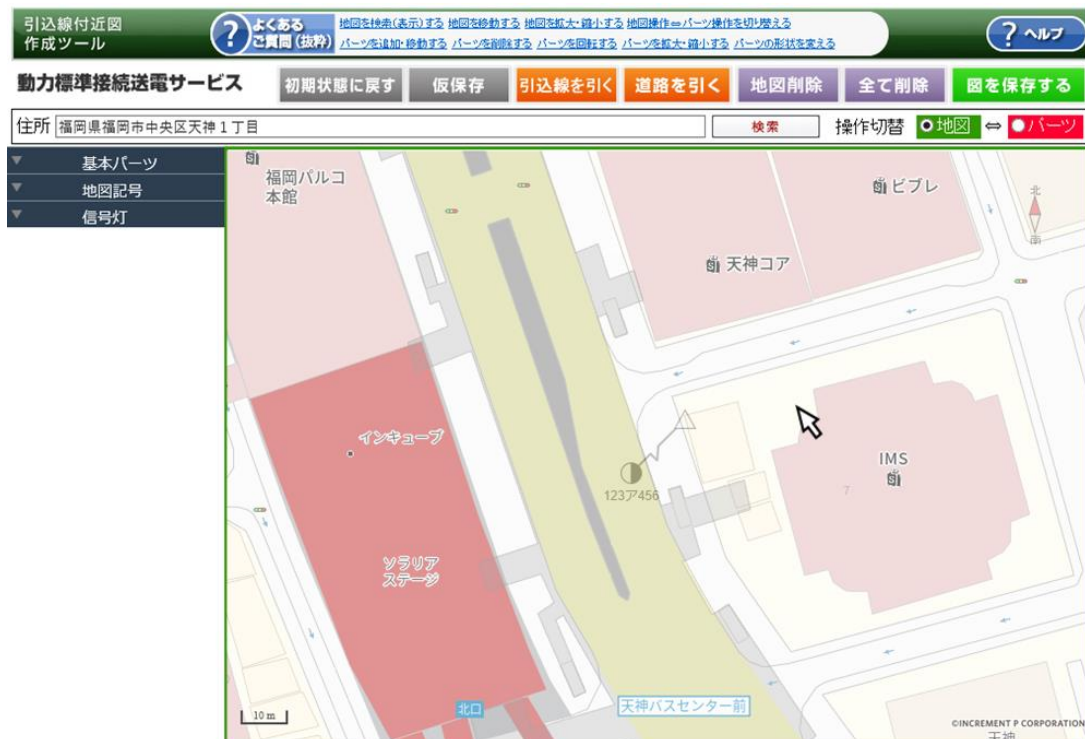 引込線付近図
作成ツール
? よくある
ご質問(抜粋)
地図を検索(表示)する 地図を移動する 地図を拡大・縮小する 地図操作⇔パーツ操作を切り替える
パーツを追加・移動する パーツを削除する パーツを回転する パーツを拡大・縮小する パーツの形状を変える
? ヘルプ
動力標準接続送電サービス
初期状態に戻す 仮保存 引込線を引く 道路を引く 地図削除 全て削除 図を保存する
住所 福岡県福岡市中央区天神1丁目 検索 操作切替 地図 ⇔ パーツ
基本パーツ
地図記号
信号灯
福岡パルコ
本館
ビブレ
北
南
天神コア
インキューブ
IMS
7
123ア456
ソラリア
ステージ
北口
天神バスセンター前
10 m
©INCREMENT P CORPORATION
天神